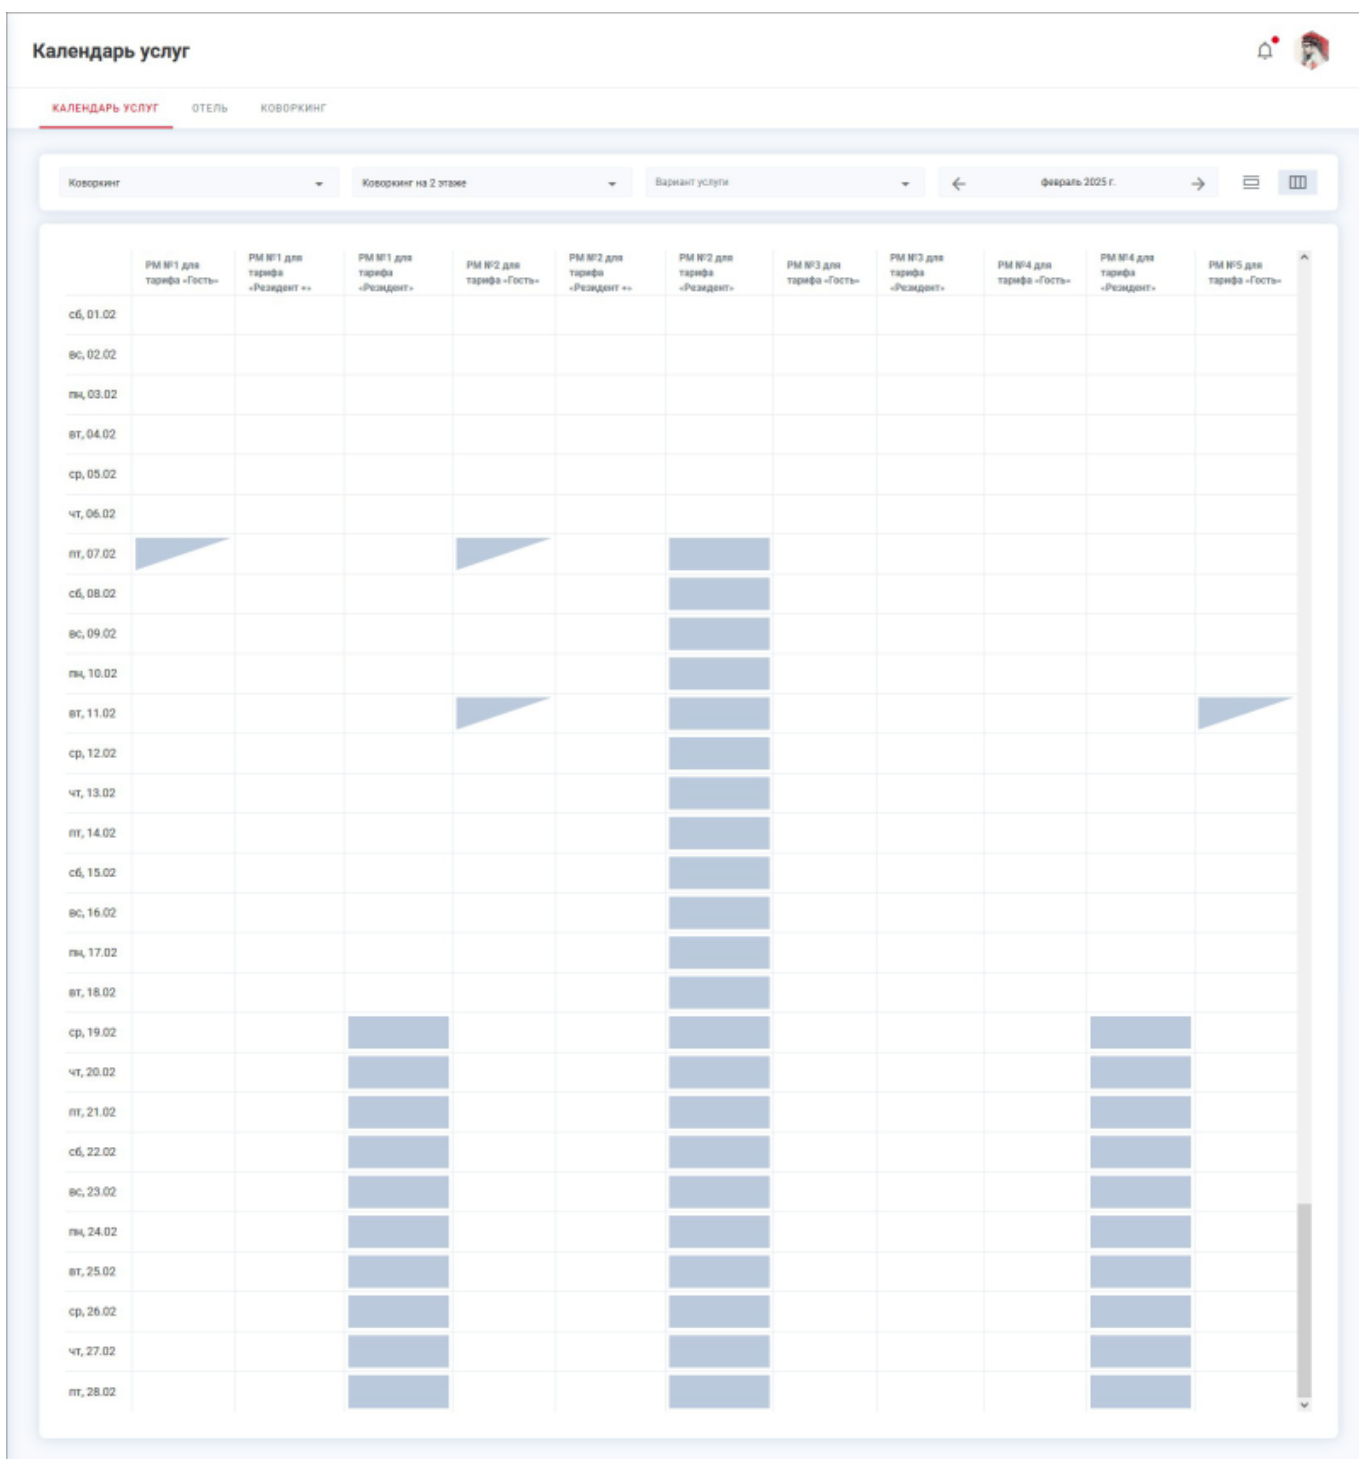 Календарь услуг
КАЛЕНДАРЬ УСЛУГ ОТЕЛЬ КОВОРКИНГ
Коворкинг Коворкинг на 2 этаже Вариант услуги февраль 2025 г.
РМ №1 для тарифа «Гость»
РМ №1 для тарифа «Резидент +»
РМ №1 для тарифа «Резидент»
РМ №2 для тарифа «Гость»
РМ №2 для тарифа «Резидент +»
РМ №2 для тарифа «Резидент»
РМ №3 для тарифа «Гость»
РМ №3 для тарифа «Резидент»
РМ №4 для тарифа «Гость»
РМ №4 для тарифа «Резидент»
РМ №5 для тарифа «Гость»
сб, 01.02
вс, 02.02
пн, 03.02
вт, 04.02
ср, 05.02
чт, 06.02
пт, 07.02
сб, 08.02
вс, 09.02
пн, 10.02
вт, 11.02
ср, 12.02
чт, 13.02
пт, 14.02
сб, 15.02
вс, 16.02
пн, 17.02
вт, 18.02
ср, 19.02
чт, 20.02
пт, 21.02
сб, 22.02
вс, 23.02
пн, 24.02
вт, 25.02
ср, 26.02
чт, 27.02
пт, 28.02